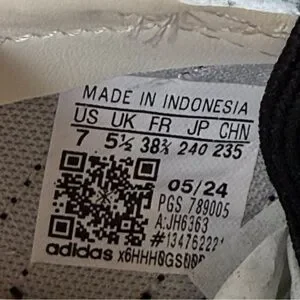 MADE IN INDONESIA
US UK FR JP CHN
7 5½ 38⅔ 240 235
05/24
PGS 789005
A:JH6363
adidas